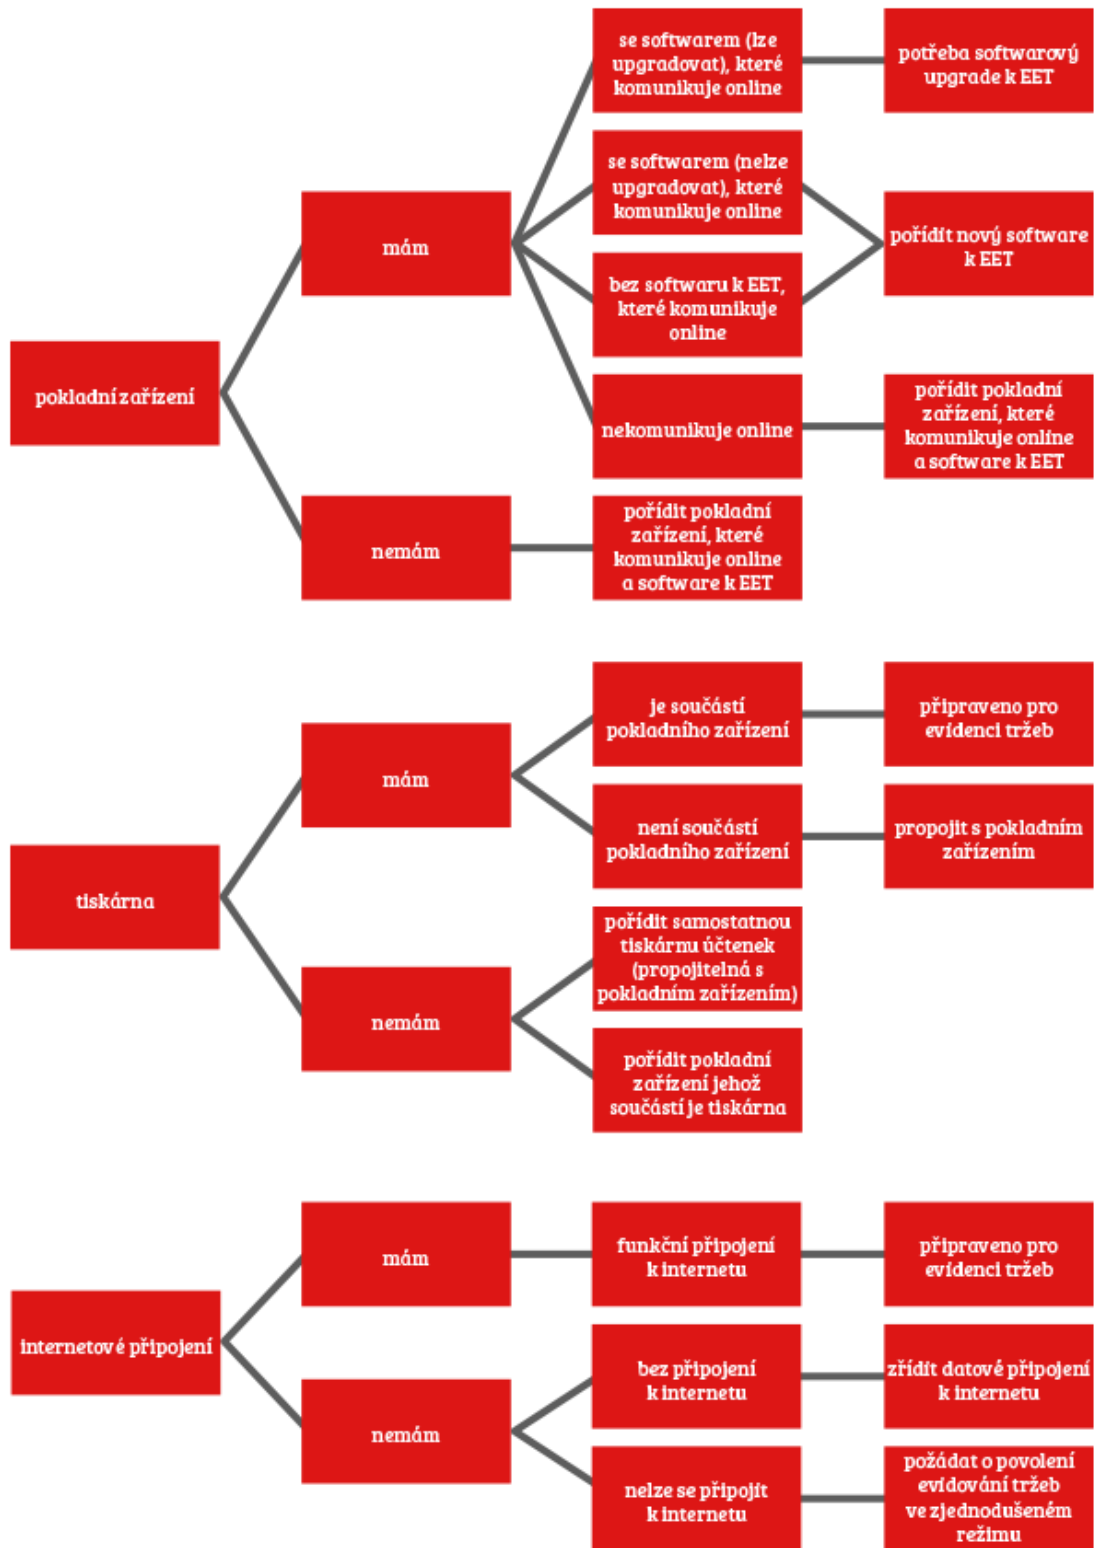 pokladní zařízení
mám
se softwarem (lze
upgradovat), které
komunikuje online
potřeba softwarový
upgrade k EET
se softwarem (nelze
upgradovat), které
komunikuje online
bez softwaru k EET,
které komunikuje
online
pořídit nový software
k EET
nekomunikuje online
pořídit pokladní
zařízení, které
komunikuje online
a software k EET
nemám
pořídit pokladní
zařízení, které
komunikuje online
a software k EET
tiskárna
mám
je součástí
pokladního zařízení
připraveno pro
evidenci tržeb
není součástí
pokladního zařízení
propojit s pokladním
zařízením
nemám
pořídit samostatnou
tiskárnu účtenek
(propojitelná s
pokladním zařízením)
pořídit pokladní
zařízení jehož
součástí je tiskárna
internetové připojení
mám
funkční připojení
k internetu
připraveno pro
evidenci tržeb
nemám
bez připojení
k internetu
zřídit datové připojení
k internetu
nelze se připojit
k internetu
požádat o povolení
evidování tržeb
ve zjednodušeném
režimu